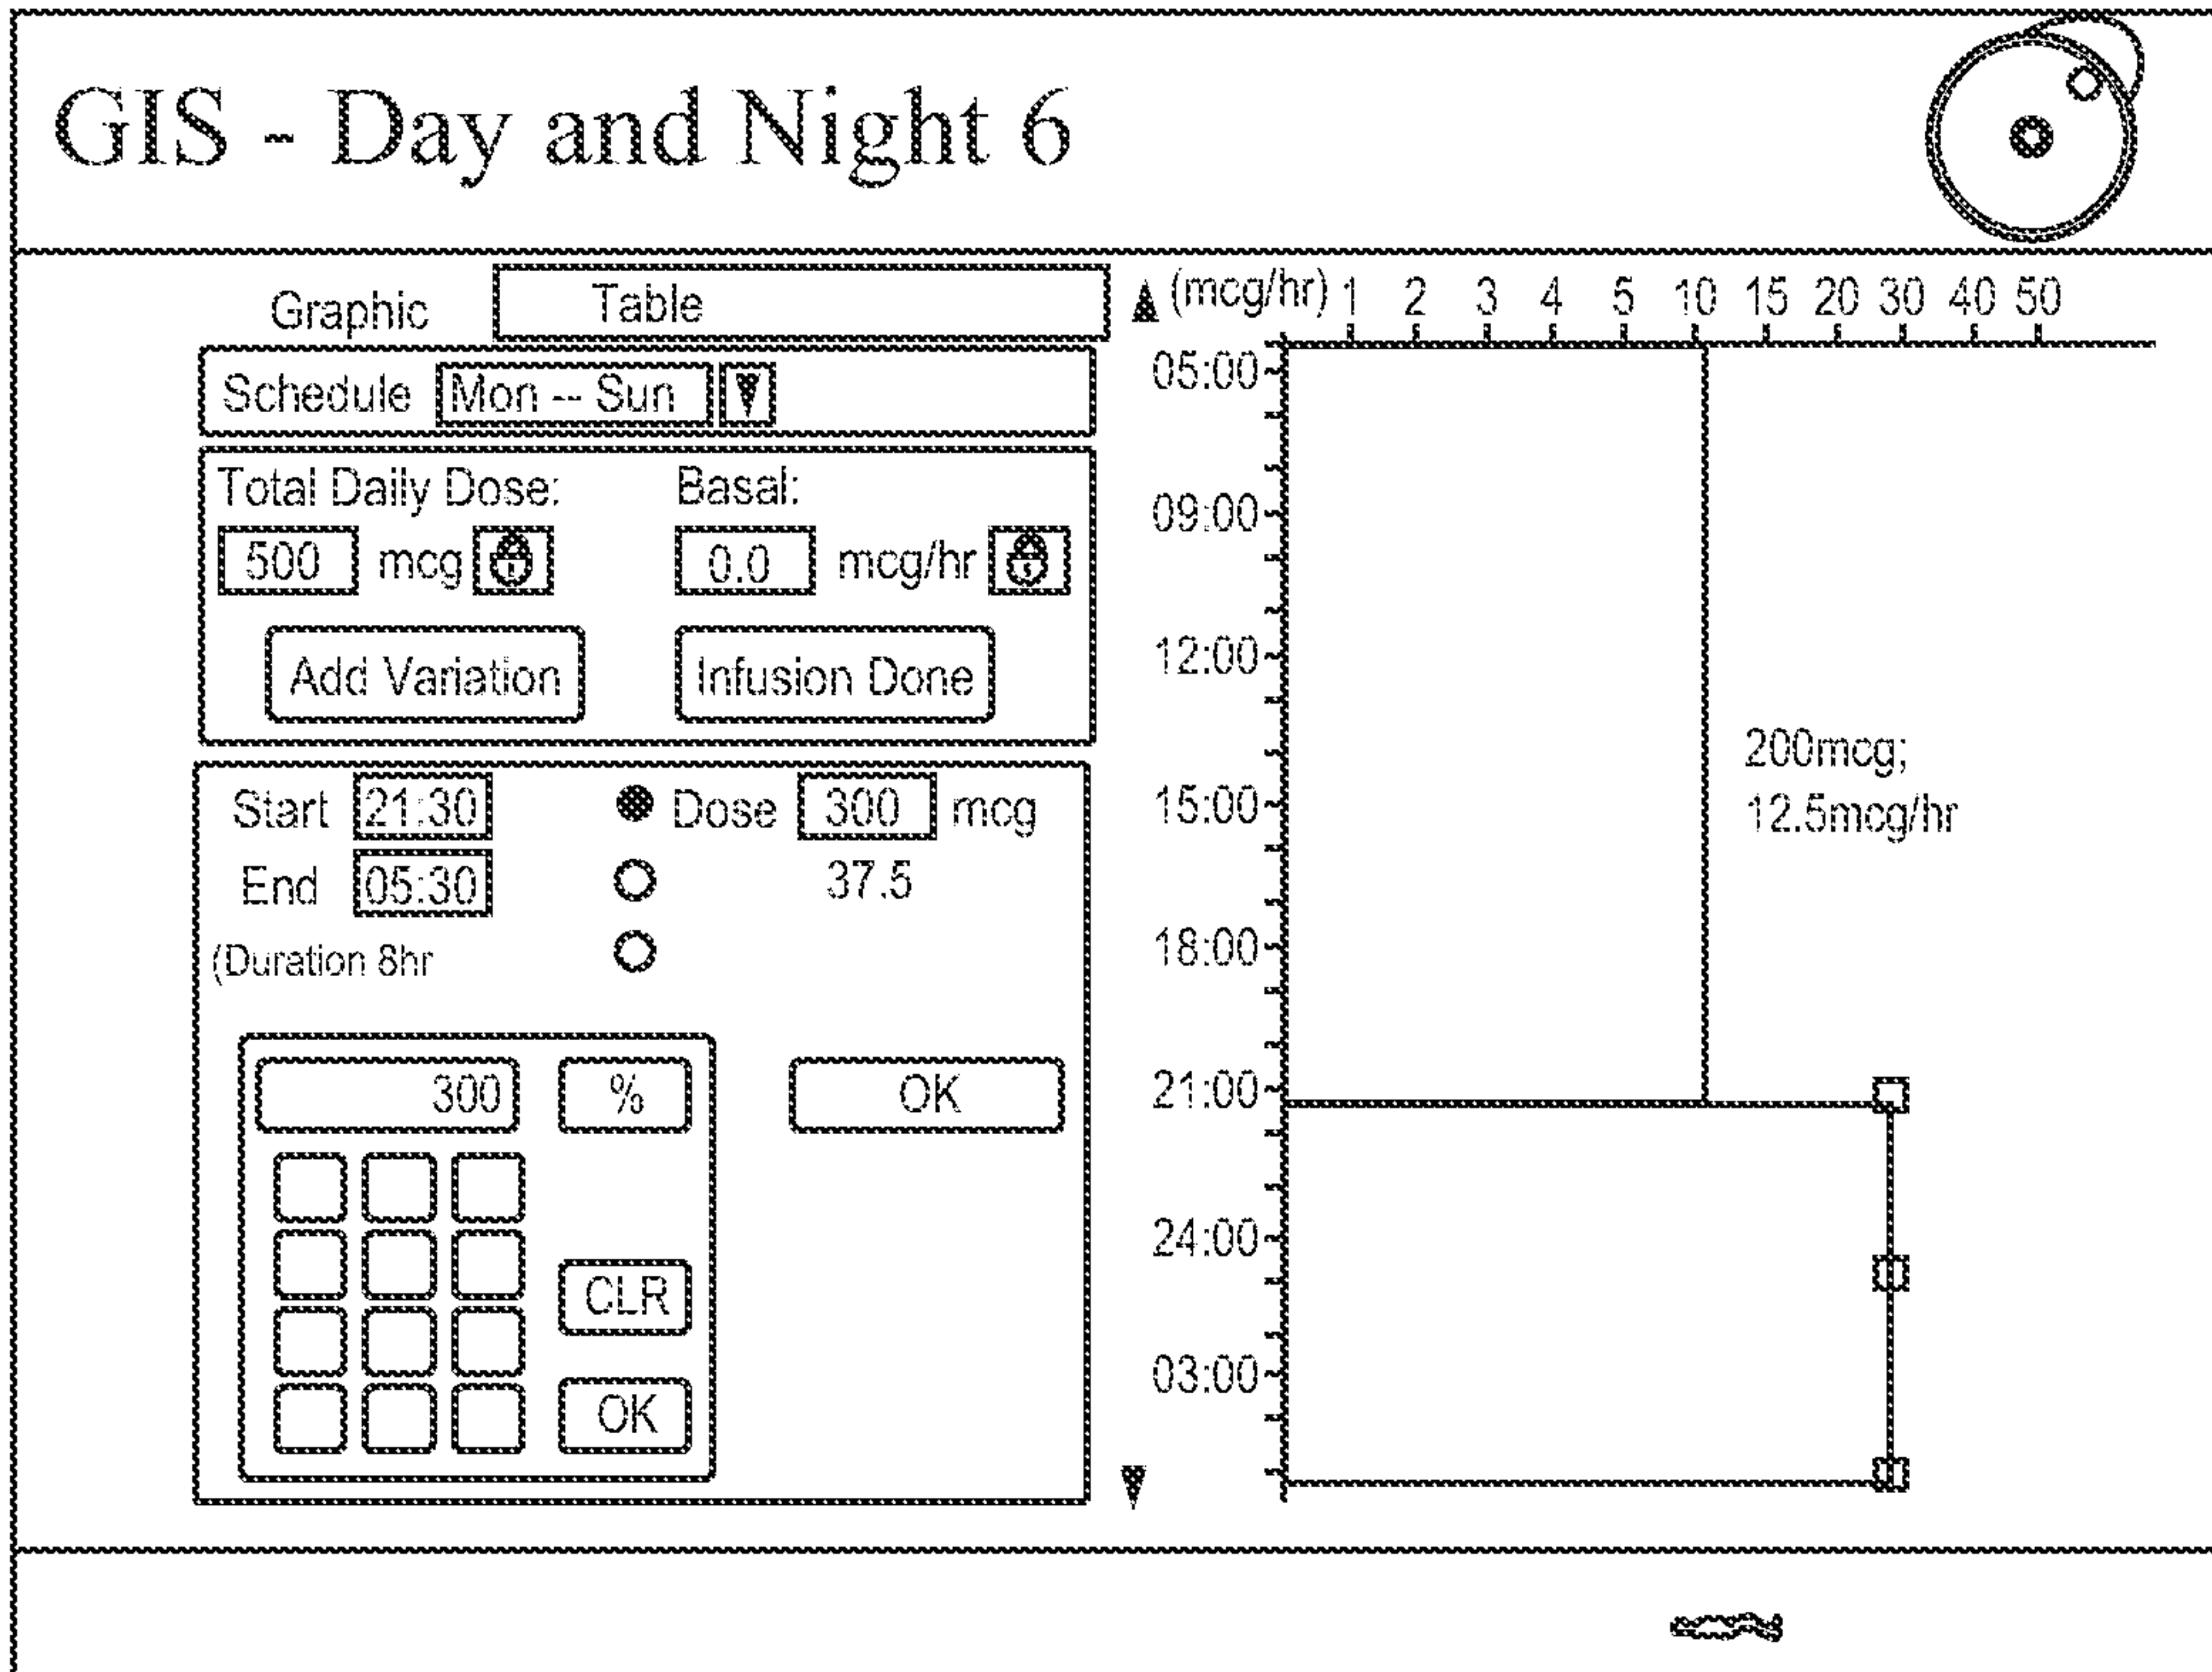 GIS - Day and Night 6
Graphic
Table
Schedule Mon -- Sun
Total Daily Dose: Basal:
500 mcg 0.0 mcg/hr
Add Variation Infusion Done
Start 21:30 Dose 300 mcg
End 05:30 37.5
(Duration 8hr
300 % OK
CLR
OK
(mcg/hr) 1 2 3 4 5 10 15 20 30 40 50
05:00
09:00
12:00
200mcg;
12.5mcg/hr
15:00
18:00
21:00
24:00
03:00